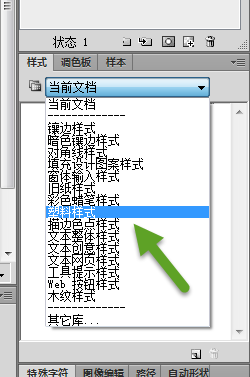 状态 1
样式 调色板 样本
当前文档
当前文档
--------------
镶边样式
暗色镶边样式
对角线样式
填充设计图案样式
窗体输入样式
旧纸样式
彩色蜡笔样式
塑料样式
描边色点样式
文本整体样式
文本创意样式
文本网页样式
工具提示样式
Web 按钮样式
木纹样式
--------------
其它库...
特殊字符 图像编辑 路径 自动形状